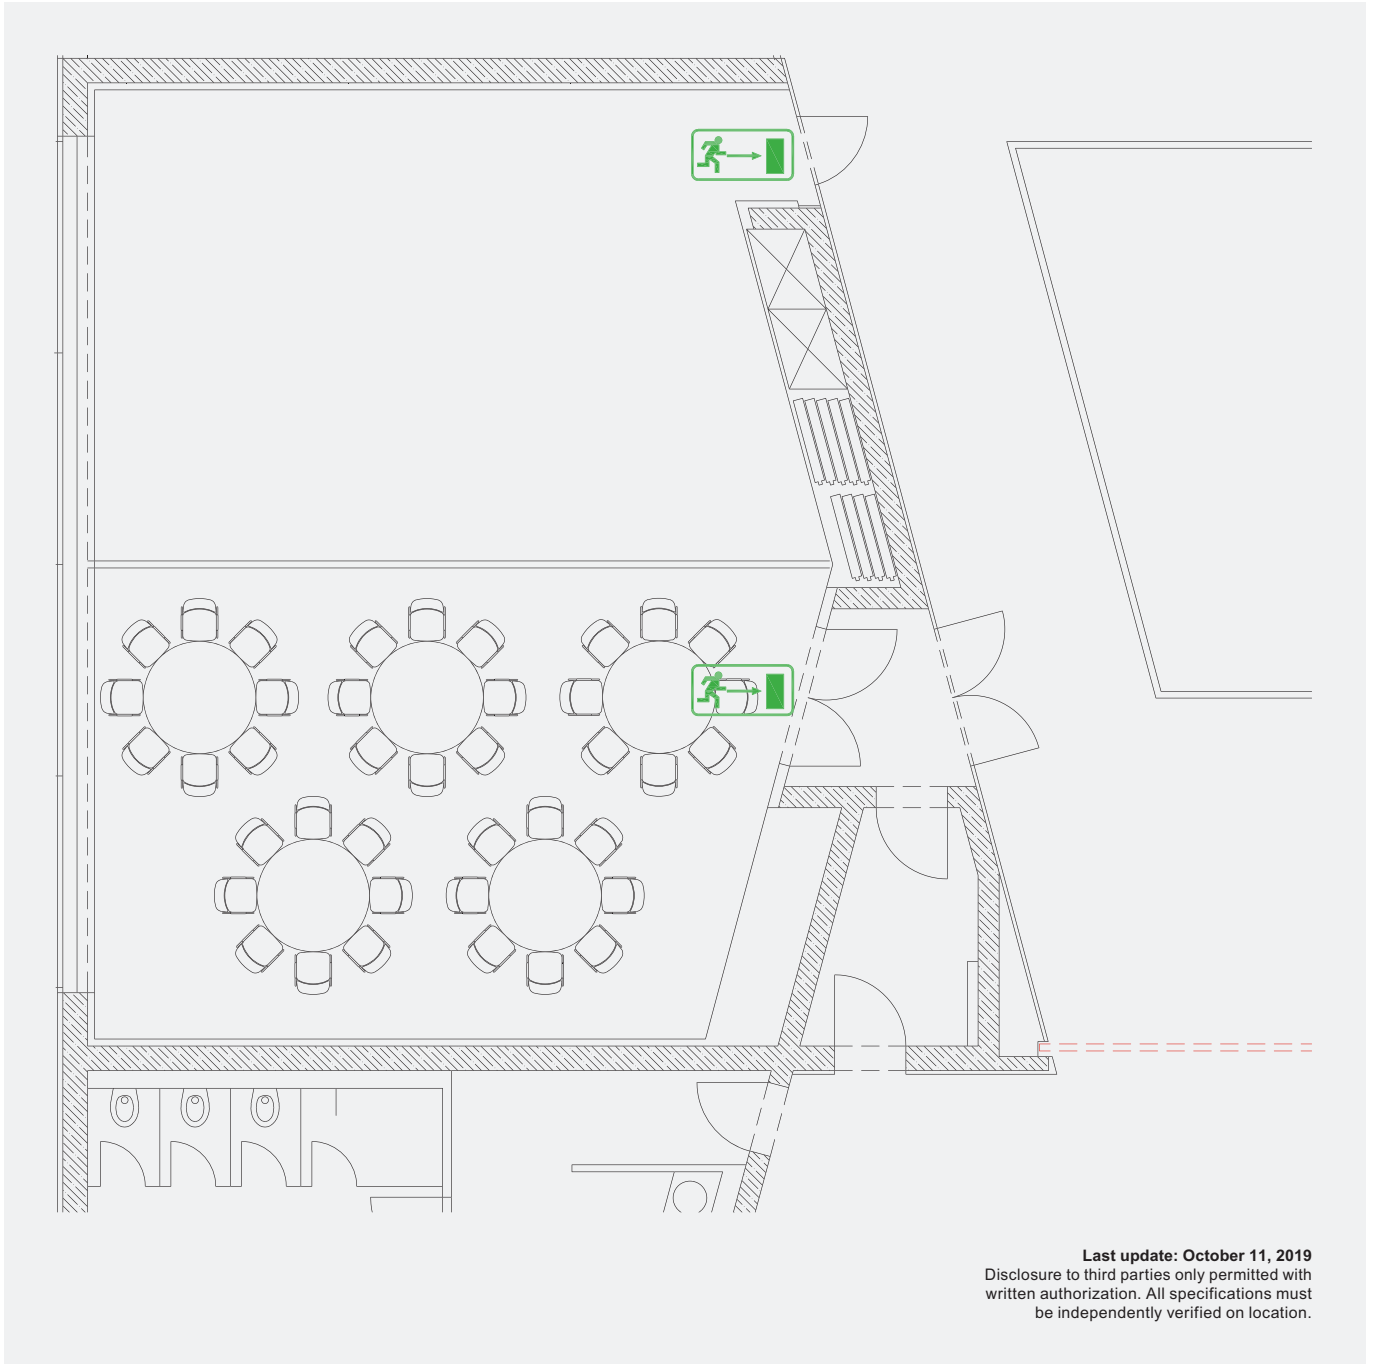 Last update: October 11, 2019
Disclosure to third parties only permitted with
written authorization. All specifications must
be independently verified on location.